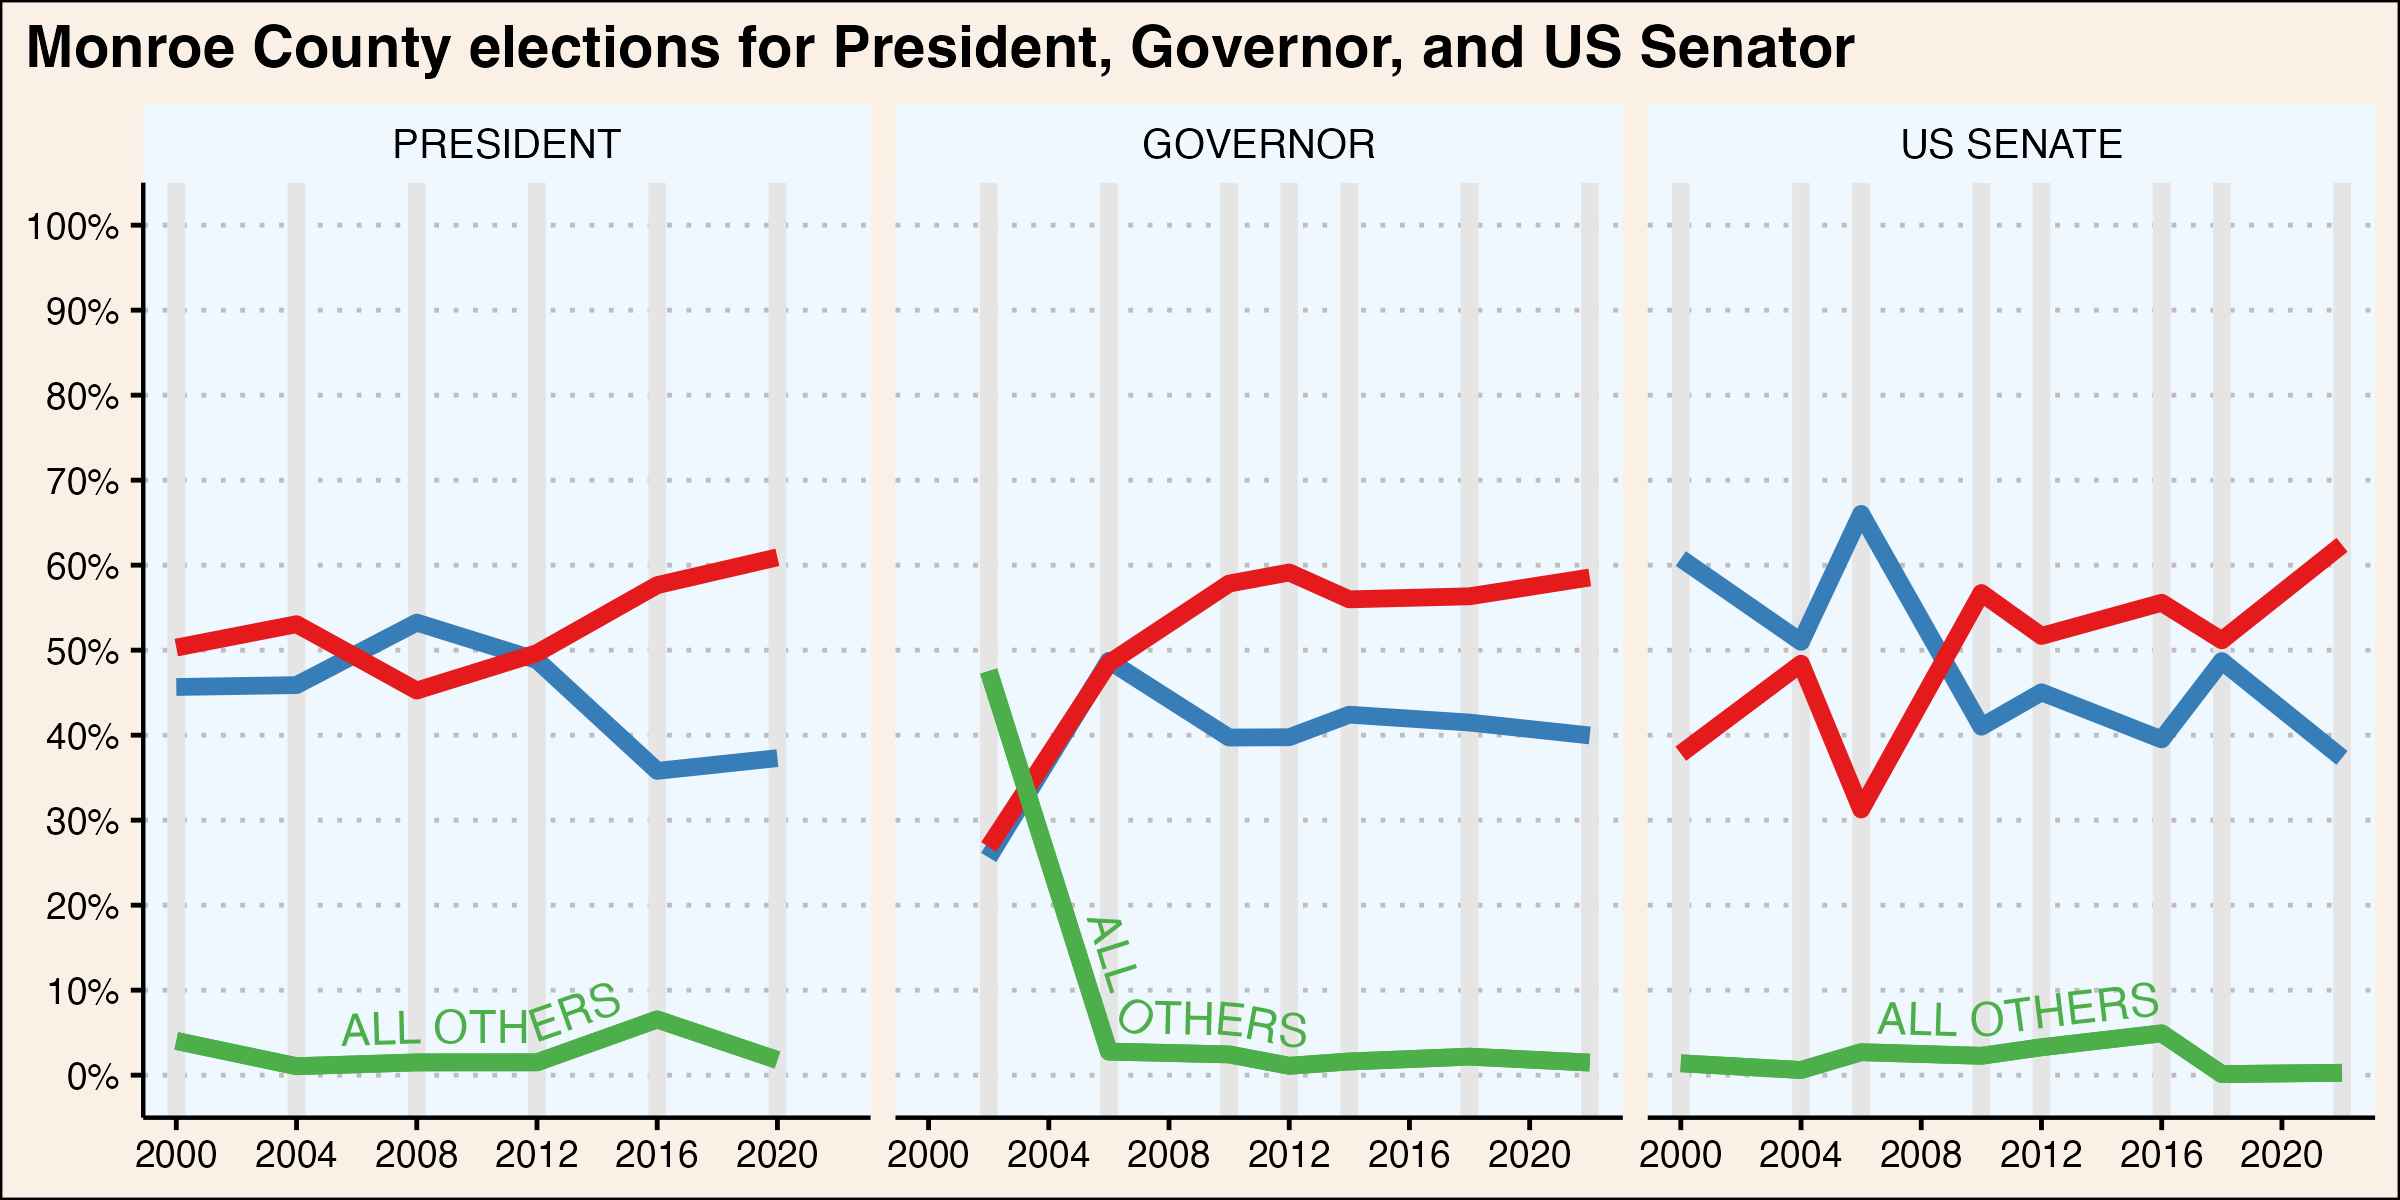 Monroe County elections for President, Governor, and US Senator
PRESIDENT
GOVERNOR
US SENATE
100%
90%
80%
70%
60%
50%
40%
30%
20%
10%
0%
ALL OTHERS
ALL OTHERS
ALL OTHERS
2000 2004 2008 2012 2016 2020
2000 2004 2008 2012 2016 2020
2000 2004 2008 2012 2016 2020